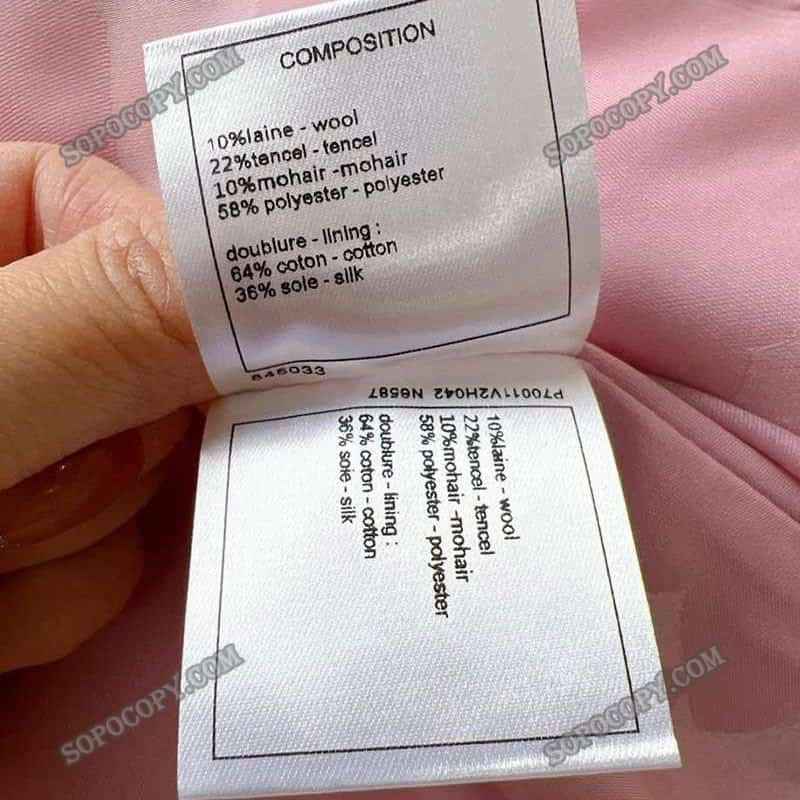 COMPOSITION
10%laine - wool
22%tencel - tencel
10%mohair -mohair
58% polyester - polyester
doublure - lining :
64% coton - cotton
36% soie - silk
846033
P70011V2H042 N6587
10%laine - wool
22%tencel - tencel
10%mohair -mohair
58% polyester - polyester
doublure - lining :
64% coton - cotton
36% soie - silk
SOPOCOPY.COM
SOPOCOPY.COM
SOPOCOPY.COM
SOPOCOPY.COM